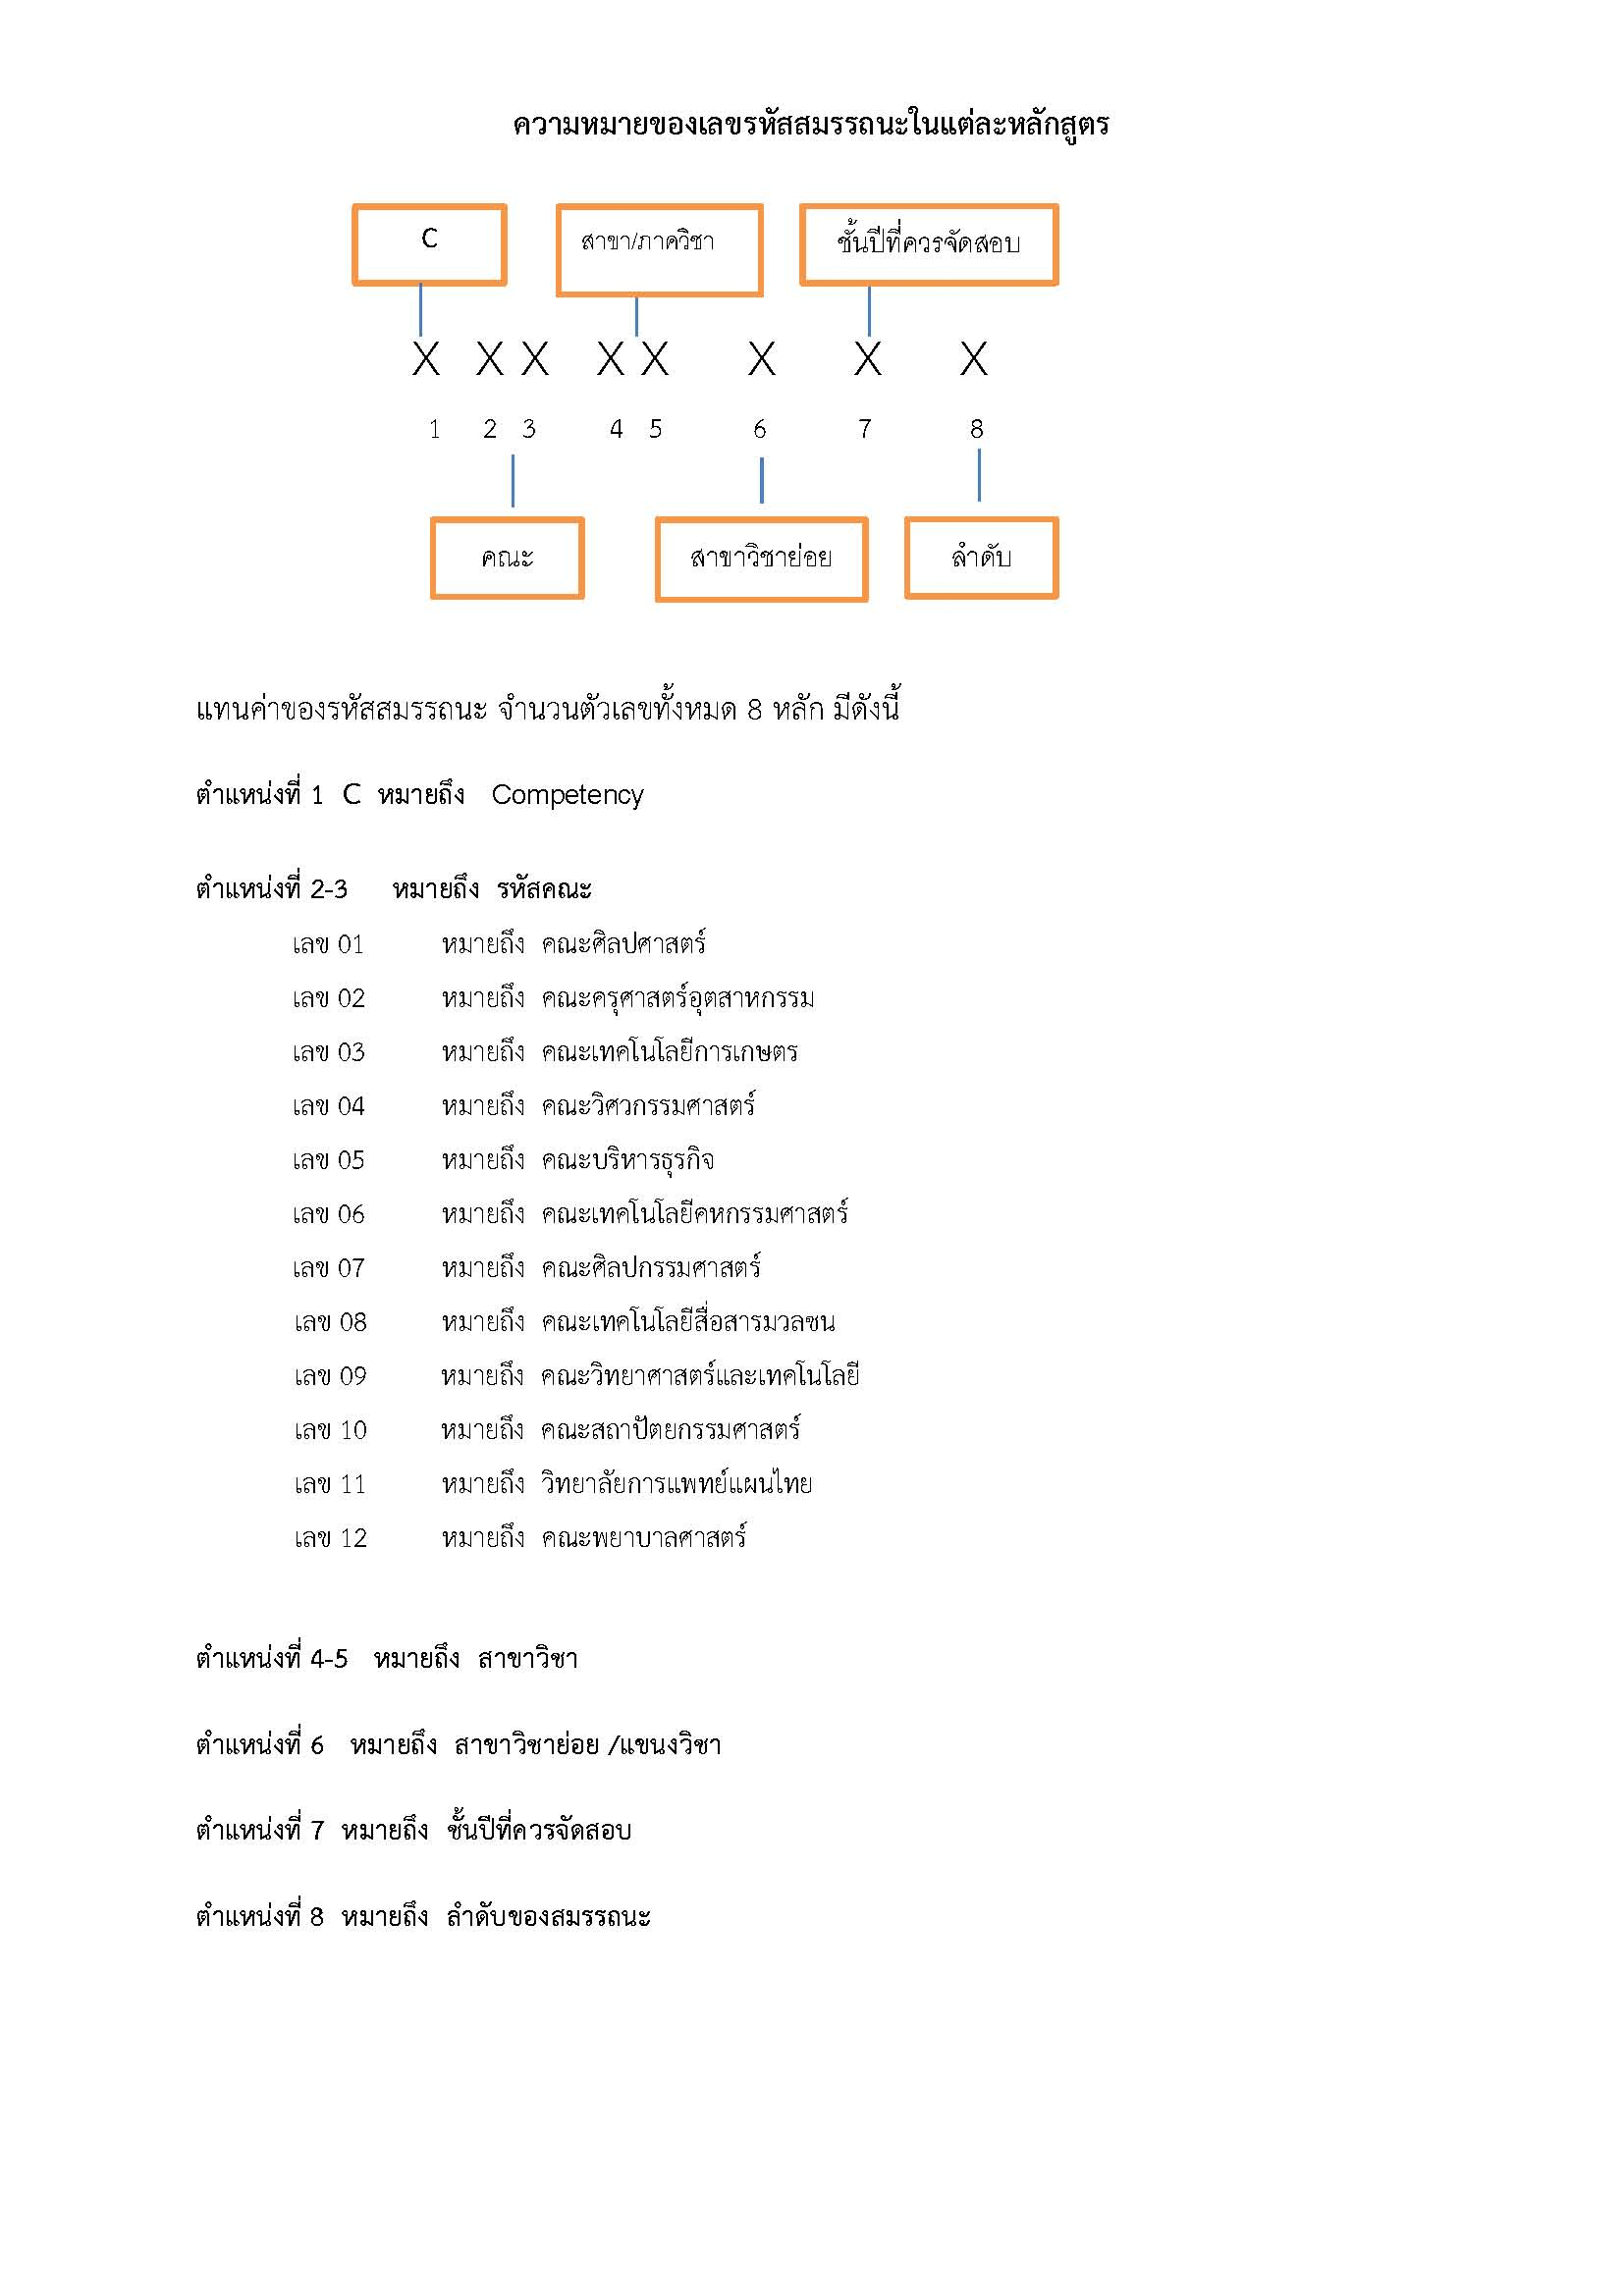 ความหมายของเลขรหัสสมรรถนะในแต่ละหลักสูตร
C สาขา/ภาควิชา ชั้นปีที่ควรจัดสอบ
X X X X X X X X
1 2 3 4 5 6 7 8
คณะ สาขาวิชาย่อย ลำดับ
แทนค่าของรหัสสมรรถนะ จำนวนตัวเลขทั้งหมด 8 หลัก มีดังนี้
ตำแหน่งที่ 1 C หมายถึง Competency
ตำแหน่งที่ 2-3 หมายถึง รหัสคณะ
เลข 01 หมายถึง คณะศิลปศาสตร์
เลข 02 หมายถึง คณะครุศาสตร์อุตสาหกรรม
เลข 03 หมายถึง คณะเทคโนโลยีการเกษตร
เลข 04 หมายถึง คณะวิศวกรรมศาสตร์
เลข 05 หมายถึง คณะบริหารธุรกิจ
เลข 06 หมายถึง คณะเทคโนโลยีคหกรรมศาสตร์
เลข 07 หมายถึง คณะศิลปกรรมศาสตร์
เลข 08 หมายถึง คณะเทคโนโลยีสื่อสารมวลชน
เลข 09 หมายถึง คณะวิทยาศาสตร์และเทคโนโลยี
เลข 10 หมายถึง คณะสถาปัตยกรรมศาสตร์
เลข 11 หมายถึง วิทยาลัยการแพทย์แผนไทย
เลข 12 หมายถึง คณะพยาบาลศาสตร์
ตำแหน่งที่ 4-5 หมายถึง สาขาวิชา
ตำแหน่งที่ 6 หมายถึง สาขาวิชาย่อย /แขนงวิชา
ตำแหน่งที่ 7 หมายถึง ชั้นปีที่ควรจัดสอบ
ตำแหน่งที่ 8 หมายถึง ลำดับของสมรรถนะ